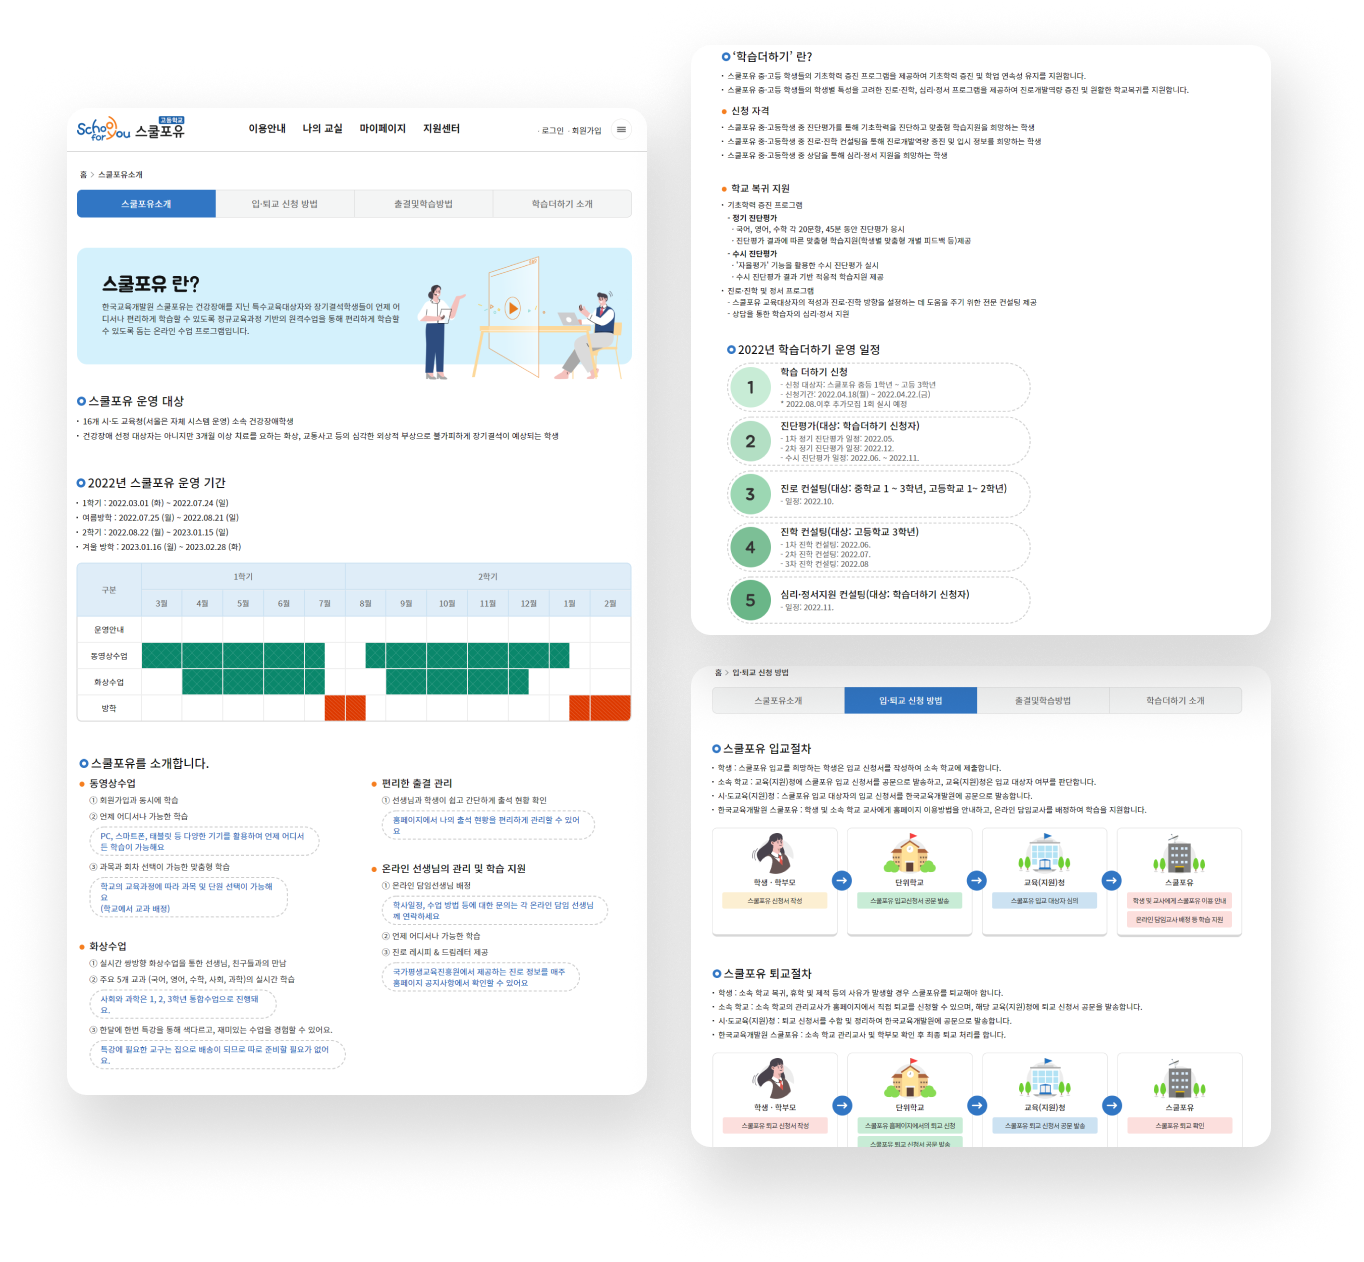 School for you
고등학교
스쿨포유
이용안내 나의 교실 마이페이지 지원센터
· 로그인 · 회원가입
홈 > 스쿨포유소개
스쿨포유소개 입·퇴교 신청 방법 출결및학습방법 학습더하기 소개
스쿨포유 란?
한국교육개발원 스쿨포유는 건강장애를 지닌 특수교육대상자와 장기결석학생들이 언제 어
디서나 편리하게 학습할 수 있도록 정규교육과정 기반의 원격수업을 통해 편리하게 학습할
수 있도록 돕는 온라인 수업 프로그램입니다.
스쿨포유 운영 대상
· 16개 시·도 교육청(서울은 자체 시스템 운영) 소속 건강장애학생
· 건강장애 선정 대상자는 아니지만 3개월 이상 치료를 요하는 화상, 교통사고 등의 심각한 외상적 부상으로 불가피하게 장기결석이 예상되는 학생
2022년 스쿨포유 운영 기간
· 1학기 : 2022.03.01 (화) ~ 2022.07.24 (일)
· 여름방학 : 2022.07.25 (월) ~ 2022.08.21 (일)
· 2학기 : 2022.08.22 (월) ~ 2023.01.15 (일)
· 겨울 방학 : 2023.01.16 (월) ~ 2023.02.28 (화)
구분 1학기 2학기
3월 4월 5월 6월 7월 8월 9월 10월 11월 12월 1월 2월
운영안내
동영상수업
화상수업
방학
스쿨포유를 소개합니다.
동영상수업
① 회원가입과 동시에 학습
② 언제 어디서나 가능한 학습
PC, 스마트폰, 태블릿 등 다양한 기기를 활용하여 언제 어디서
든 학습이 가능해요
③ 과목과 회차 선택이 가능한 맞춤형 학습
학교의 교육과정에 따라 과목 및 단원 선택이 가능해
요
(학교에서 교과 배정)
화상수업
① 실시간 쌍방향 화상수업을 통한 선생님, 친구들과의 만남
② 주요 5개 교과 (국어, 영어, 수학, 사회, 과학)의 실시간 학습
사회와 과학은 1, 2, 3학년 통합수업으로 진행돼
요.
③ 한달에 한번 특강을 통해 색다르고, 재미있는 수업을 경험할 수 있어요.
특강에 필요한 교구는 집으로 배송이 되므로 따로 준비할 필요가 없어
요.
편리한 출결 관리
① 선생님과 학생이 쉽고 간단하게 출석 현황 확인
홈페이지에서 나의 출석 현황을 편리하게 관리할 수 있어
요
온라인 선생님의 관리 및 학습 지원
① 온라인 담임선생님 배정
학사일정, 수업 방법 등에 대한 문의는 각 온라인 담임 선생님
께 연락하세요
② 언제 어디서나 가능한 학습
③ 진로 레시피 & 드림레터 제공
국가평생교육진흥원에서 제공하는 진로 정보를 매주
홈페이지 공지사항에서 확인할 수 있어요
‘학습더하기’ 란?
· 스쿨포유 중·고등 학생들의 기초학력 증진 프로그램을 제공하여 기초학력 증진 및 학업 연속성 유지를 지원합니다.
· 스쿨포유 중·고등 학생들의 학생별 특성을 고려한 진로·진학, 심리·정서 프로그램을 제공하여 진로개발역량 증진 및 원활한 학교복귀를 지원합니다.
신청 자격
· 스쿨포유 중·고등학생 중 진단평가를 통해 기초학력을 진단하고 맞춤형 학습지원을 희망하는 학생
· 스쿨포유 중·고등학생 중 진로·진학 컨설팅을 통해 진로개발역량 증진 및 입시 정보를 희망하는 학생
· 스쿨포유 중·고등학생 중 상담을 통해 심리·정서 지원을 희망하는 학생
학교 복귀 지원
· 기초학력 증진 프로그램
- 정기 진단평가
- 국어, 영어, 수학 각 20문항, 45분 동안 진단평가 응시
- 진단평가 결과에 따른 맞춤형 학습지원(학생별 맞춤형 개별 피드백 등)제공
- 수시 진단평가
- ‘자율평가’ 기능을 활용한 수시 진단평가 실시
- 수시 진단평가 결과 기반 적응적 학습지원 제공
· 진로·진학 및 정서 프로그램
- 스쿨포유 교육대상자의 적성과 진로·진학 방향을 설정하는 데 도움을 주기 위한 전문 컨설팅 제공
- 상담을 통한 학습자의 심리·정서 지원
2022년 학습더하기 운영 일정
1 학습 더하기 신청
- 신청 대상자: 스쿨포유 중등 1학년 ~ 고등 3학년
- 신청기간: 2022.04.18(월) ~ 2022.04.22.(금)
* 2022.08.이후 추가모집 1회 실시 예정
2 진단평가(대상: 학습더하기 신청자)
- 1차 정기 진단평가 일정: 2022.05.
- 2차 정기 진단평가 일정: 2022.12.
- 수시 진단평가 일정: 2022.06. ~ 2022.11.
3 진로 컨설팅(대상: 중학교 1 ~ 3학년, 고등학교 1~ 2학년)
- 일정: 2022.10.
4 진학 컨설팅(대상: 고등학교 3학년)
- 1차 진학 컨설팅: 2022.06.
- 2차 진학 컨설팅: 2022.07.
- 3차 진학 컨설팅: 2022.08
5 심리·정서지원 컨설팅(대상: 학습더하기 신청자)
- 일정: 2022.11.
홈 > 입·퇴교 신청 방법
스쿨포유소개 입·퇴교 신청 방법 출결및학습방법 학습더하기 소개
스쿨포유 입교절차
· 학생 : 스쿨포유 입교를 희망하는 학생은 입교 신청서를 작성하여 소속 학교에 제출합니다.
· 소속 학교 : 교육(지원)청에 스쿨포유 입교 신청서를 공문으로 발송하고, 교육(지원)청은 입교 대상자 여부를 판단합니다.
· 시·도교육(지원)청 : 스쿨포유 입교 대상자의 입교 신청서를 한국교육개발원에 공문으로 발송합니다.
· 한국교육개발원 스쿨포유 : 학생 및 소속 학교 교사에게 홈페이지 이용방법을 안내하고, 온라인 담임교사를 배정하여 학습을 지원합니다.
학생 · 학부모 단위학교 교육(지원)청 스쿨포유
스쿨포유 신청서 작성 스쿨포유 입교신청서 공문 발송 스쿨포유 입교 대상자 심의 학생 및 교사에게 스쿨포유 이용 안내
온라인 담임교사 배정 등 학습 지원
스쿨포유 퇴교절차
· 학생 : 소속 학교 복귀, 휴학 및 제적 등의 사유가 발생할 경우 스쿨포유를 퇴교해야 합니다.
· 소속 학교 : 소속 학교의 관리교사가 홈페이지에서 직접 퇴교를 신청할 수 있으며, 해당 교육(지원)청에 퇴교 신청서 공문을 발송합니다.
· 시·도교육(지원)청 : 퇴교 신청서를 수합 및 정리하여 한국교육개발원에 공문으로 발송합니다.
· 한국교육개발원 스쿨포유 : 소속 학교 관리교사 및 학부모 확인 후 최종 퇴교 처리를 합니다.
학생 · 학부모 단위학교 교육(지원)청 스쿨포유
스쿨포유 퇴교 신청서 작성 스쿨포유 홈페이지에서의 퇴교 신청 스쿨포유 퇴교 신청서 공문 발송 스쿨포유 퇴교 확인
스쿨포유 퇴교 신청서 공문 발송